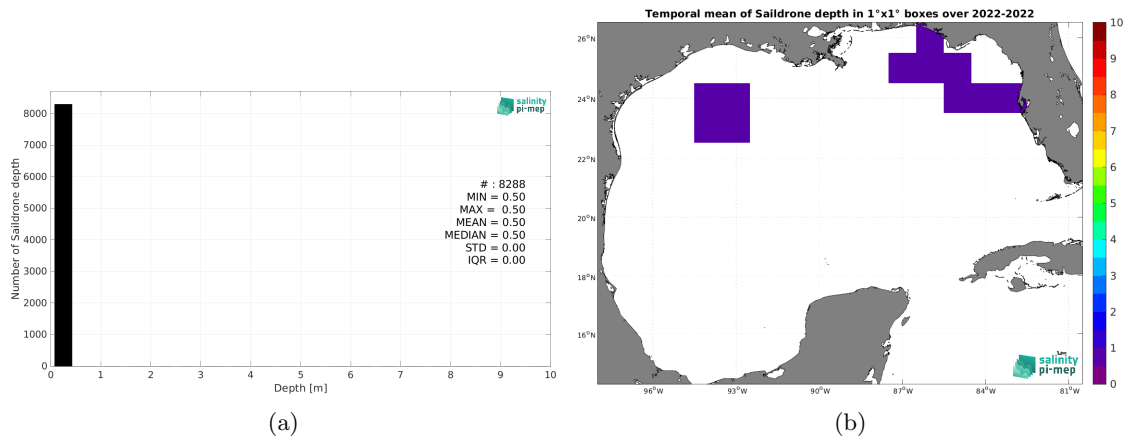 Temporal mean of Saildrone depth in 1°x1° boxes over 2022-2022
Number of Saildrone depth
8000
7000
6000
5000
4000
3000
2000
1000
0
salinity
pi-mep
# : 8288
MIN = 0.50
MAX = 0.50
MEAN = 0.50
MEDIAN = 0.50
STD = 0.00
IQR = 0.00
0 1 2 3 4 5 6 7 8 9 10
Depth [m]
(a)
26°N
24°N
22°N
20°N
18°N
16°N
96°W 93°W 90°W 87°W 84°W 81°W
salinity
pi-mep
10
9
8
7
6
5
4
3
2
1
0
(b)